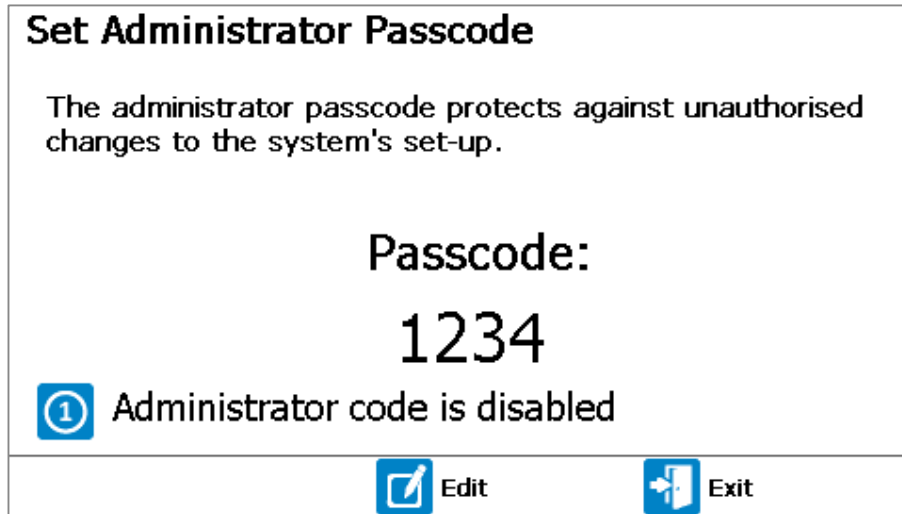 Set Administrator Passcode
The administrator passcode protects against unauthorised
changes to the system's set-up.
Passcode:
1234
1 Administrator code is disabled
Edit Exit